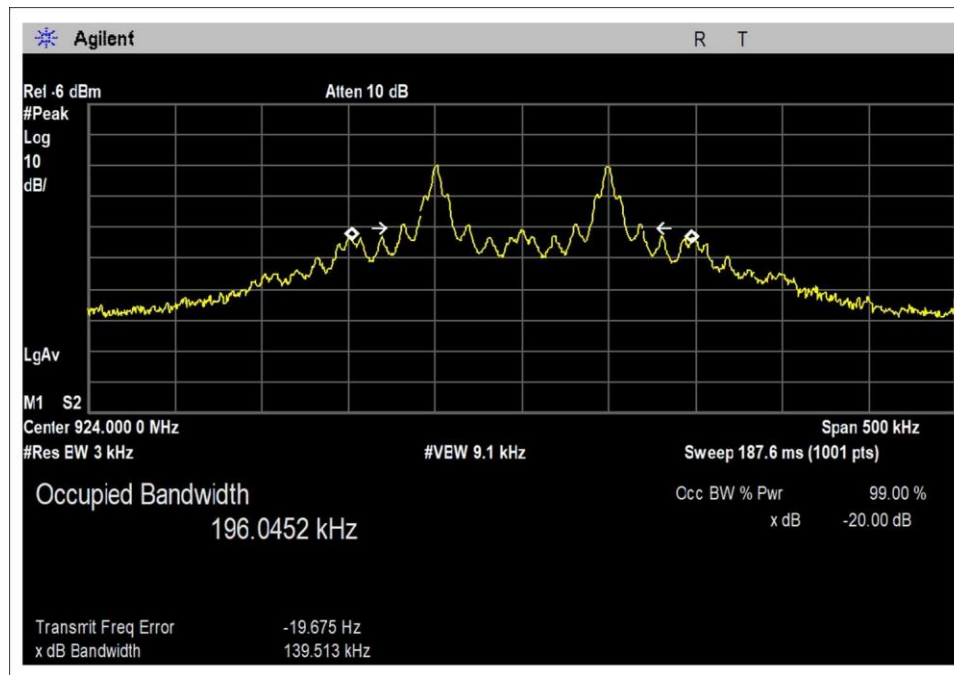 Agilent R T
Ref -6 dBm Atten 10 dB
#Peak
Log
10
dB/
LgAv
M1 S2
Center 924.000 0 MHz Span 500 kHz
#Res BW 3 kHz #VBW 9.1 kHz Sweep 187.6 ms (1001 pts)
Occupied Bandwidth Occ BW % Pwr 99.00 %
196.0452 kHz x dB -20.00 dB
Transmit Freq Error -19.675 Hz
x dB Bandwidth 139.513 kHz